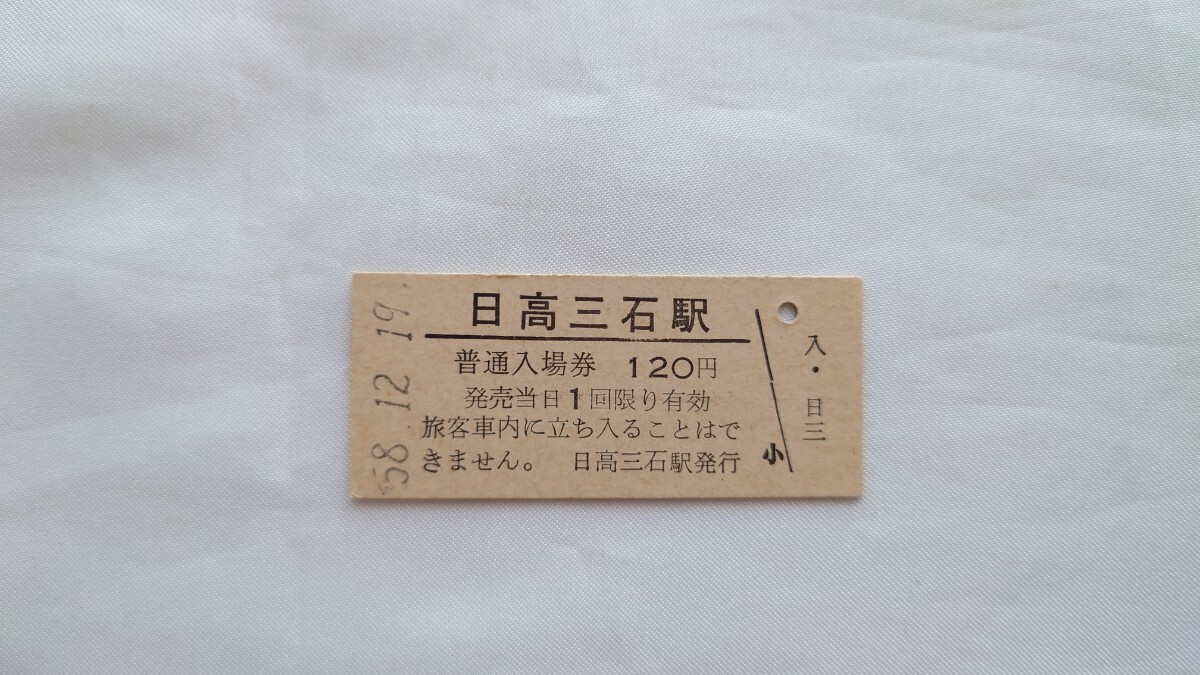 日高三石駅
普通入場券 120円
発売当日1回限り有効
旅客車内に立ち入ることはで
きません。 日高三石駅発行
58.12.19.
小
入・日三